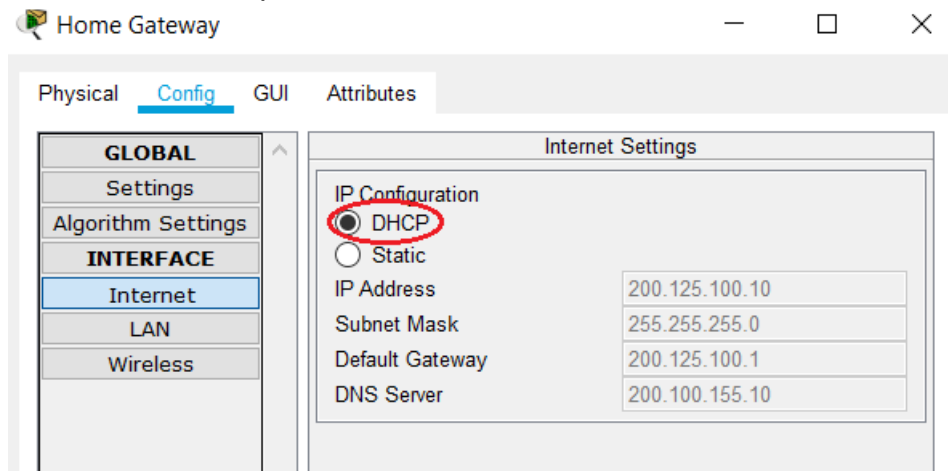 Home Gateway
Physical Config GUI Attributes
GLOBAL
Settings
Algorithm Settings
INTERFACE
Internet
LAN
Wireless
Internet Settings
IP Configuration
DHCP
Static
IP Address 200.125.100.10
Subnet Mask 255.255.255.0
Default Gateway 200.125.100.1
DNS Server 200.100.155.10